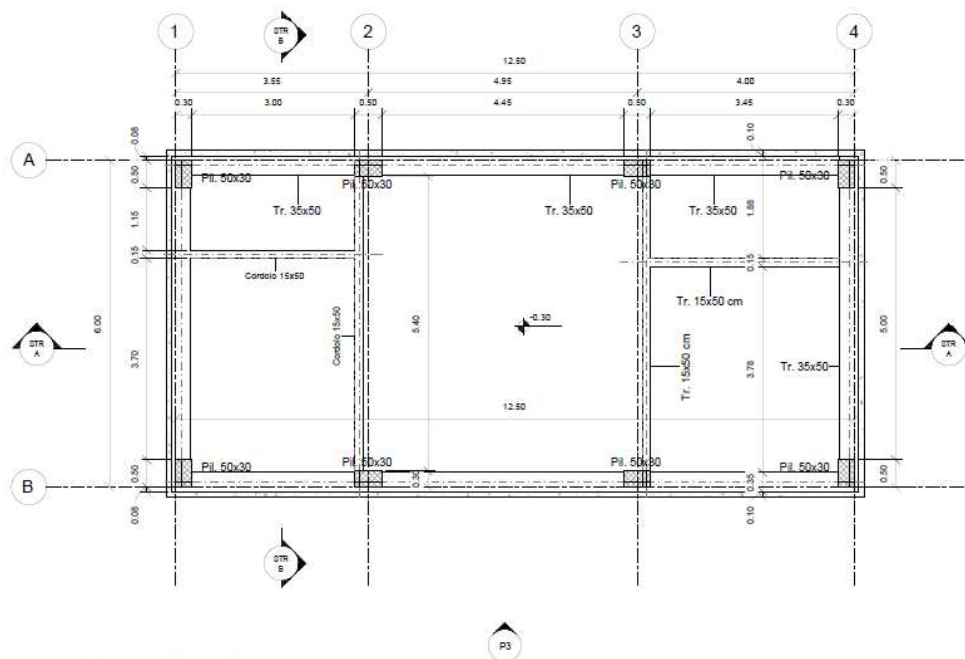 1
STR
B
2
3
4
12.50
3.55
4.95
4.00
0.30
3.00
0.50
4.45
0.50
3.45
0.30
0.08
0.10
A
0.50
Pil. 50x30
Pil. 50x30
Pil. 50x30
Pil. 50x30
0.50
Tr. 35x50
Tr. 35x50
Tr. 35x50
1.88
1.15
0.15
Cordolo 15x50
0.15
Tr. 15x50 cm
STR
A
6.00
3.70
Cordolo 15x50
5.40
-0.30
Tr. 15x50 cm
3.78
Tr. 35x50
5.00
STR
A
12.50
0.50
Pil. 50x30
Pil. 50x30
Pil. 50x30
Pil. 50x30
0.50
0.30
0.35
B
0.08
0.10
STR
B
P3